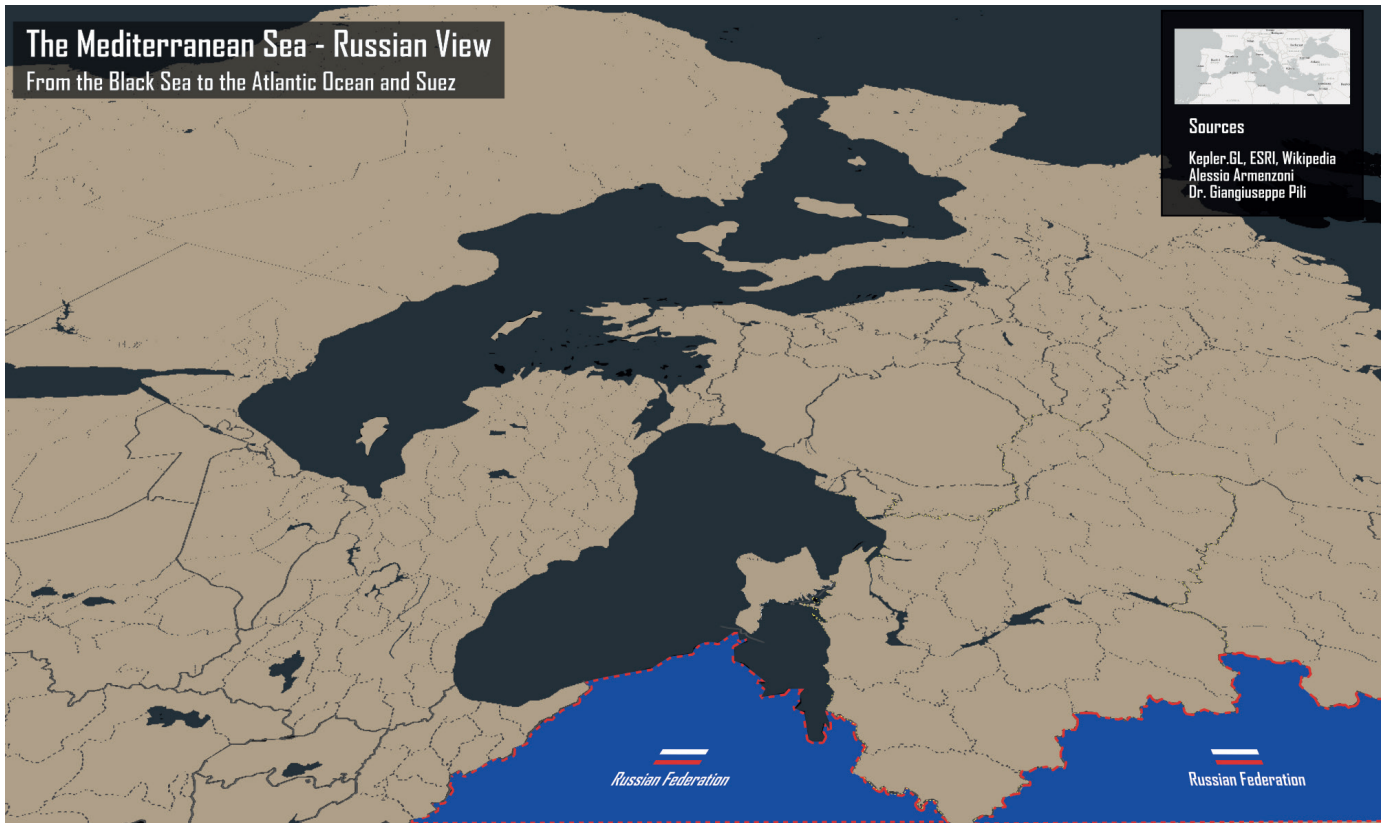 The Mediterranean Sea - Russian View
From the Black Sea to the Atlantic Ocean and Suez
Sources
Kepler.GL, ESRI, Wikipedia
Alessio Armenzoni
Dr. Giangiuseppe Pili
Russian Federation
Russian Federation